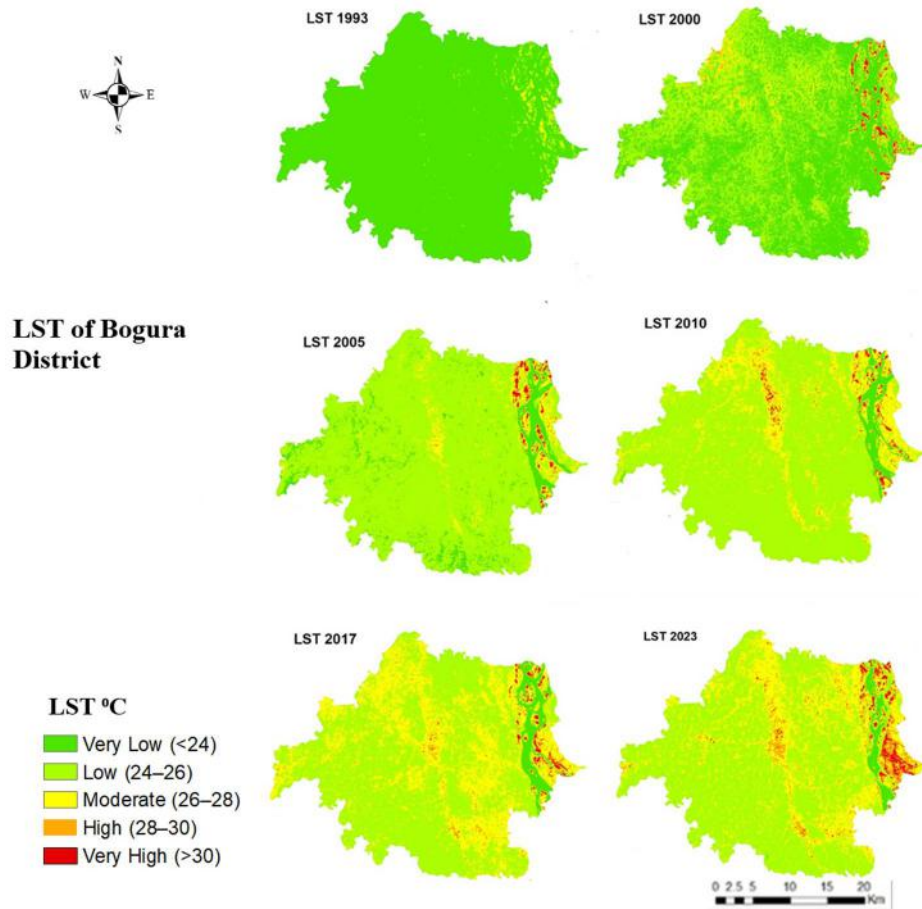 LST 1993
LST 2000
N
W E
S
LST of Bogura
District
LST 2005
LST 2010
LST 2017
LST 2023
LST ⁰C
Very Low (<24)
Low (24–26)
Moderate (26–28)
High (28–30)
Very High (>30)
0 2.5 5 10 15 20
Km